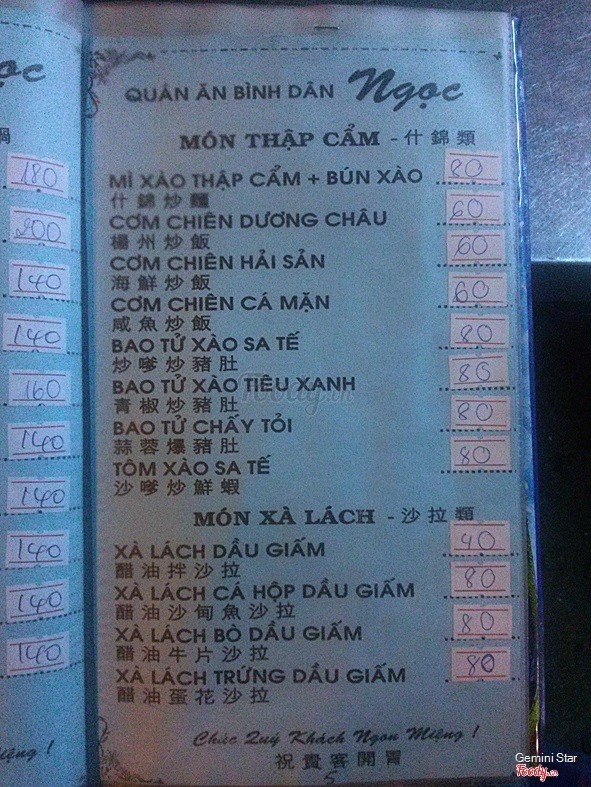 ọc
鍋
180
200
140
140
160
140
140
140
140
140
QUÁN ĂN BÌNH DÂN Ngọc
MÓN THẬP CẨM - 什錦類
MÌ XÀO THẬP CẨM + BÚN XÀO 80
什錦炒麵
CƠM CHIÊN DƯƠNG CHÂU 60
楊州炒飯
CƠM CHIÊN HẢI SẢN 60
海鮮炒飯
CƠM CHIÊN CÁ MẶN 60
咸魚炒飯
BAO TỬ XÀO SA TẾ 80
炒嗲炒豬肚
BAO TỬ XÀO TIÊU XANH 80
青椒炒豬肚
BAO TỬ CHẤY TỎI 80
蒜蓉爆豬肚
TÔM XÀO SA TẾ 80
沙嗲炒鮮蝦
MÓN XÀ LÁCH - 沙拉類
XÀ LÁCH DẦU GIẤM 40
醋油拌沙拉
XÀ LÁCH CÁ HỘP DẦU GIẤM 80
醋油沙甸魚沙拉
XÀ LÁCH BÒ DẦU GIẤM 80
醋油牛片沙拉
XÀ LÁCH TRỨNG DẦU GIẤM 80
醋油蛋花沙拉
Chúc Quý Khách Ngon Miệng !
祝貴客開胃
5
iệng !
Foody.vn
Gemini Star
Foody.vn